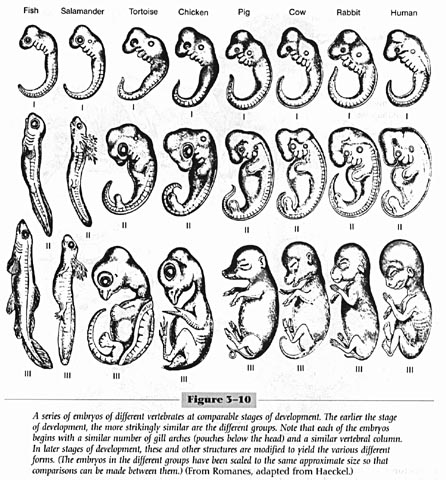 Fish Salamander Tortoise Chicken Pig Cow Rabbit Human
I I I I I I I I
II II II II II II II II
III III III III III III III III
Figure 3–10
A series of embryos of different vertebrates at comparable stages of development. The earlier the stage
of development, the more strikingly similar are the different groups. Note that each of the embryos
begins with a similar number of gill arches (pouches below the head) and a similar vertebral column.
In later stages of development, these and other structures are modified to yield the various different
forms. (The embryos in the different groups have been scaled to the same approximate size so that
comparisons can be made between them.) (From Romanes, adapted from Haeckel.)